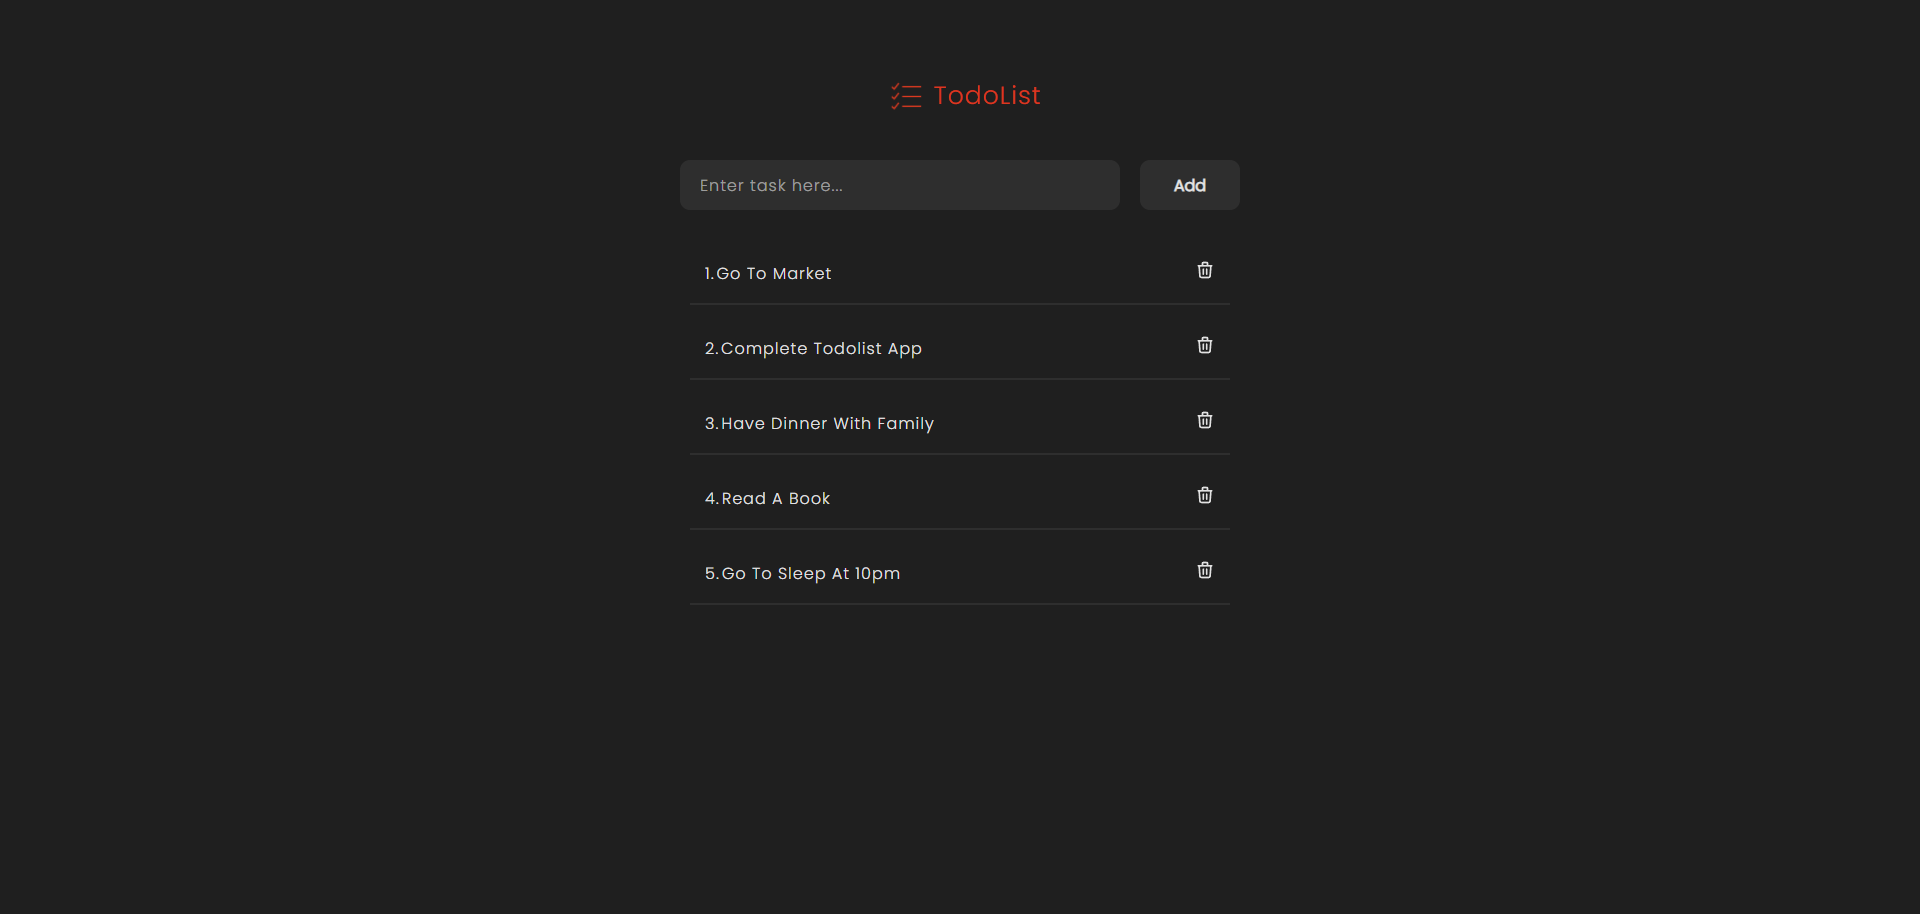 TodoList
Enter task here...
Add
1.Go To Market
2.Complete Todolist App
3.Have Dinner With Family
4.Read A Book
5.Go To Sleep At 10pm